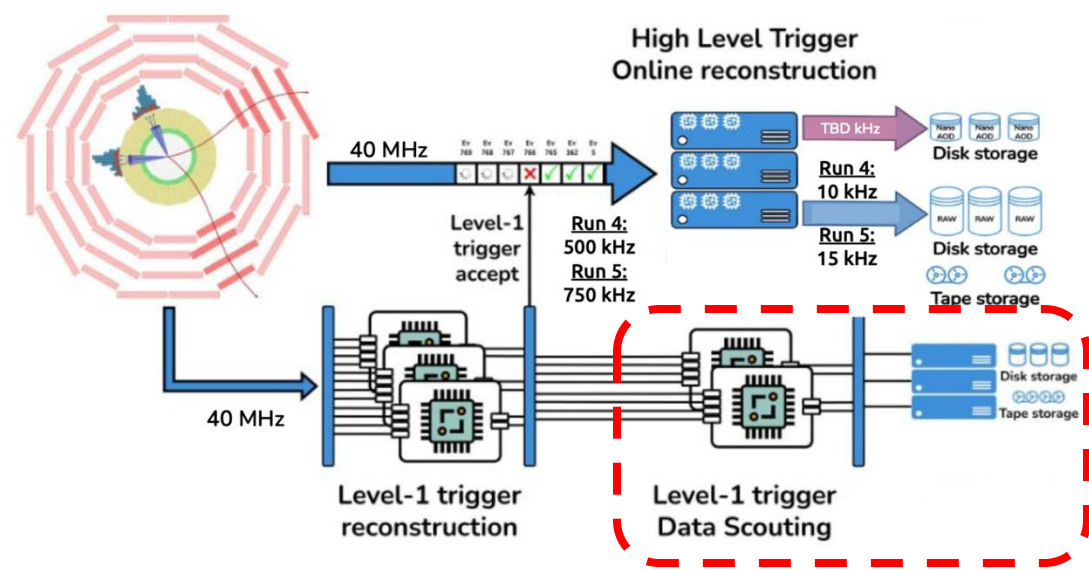 High Level Trigger
Online reconstruction
40 MHz
Ev Ev Ev Ev Ev Ev Ev
769 768 767 766 765 362 5
TBD kHz
Nano Nano Nano
AOD AOD AOD
Disk storage
Run 4:
10 kHz
RAW RAW RAW
Run 5:
15 kHz
Disk storage
Tape storage
Level-1
trigger
accept
Run 4:
500 kHz
Run 5:
750 kHz
40 MHz
Disk storage
Tape storage
Level-1 trigger
reconstruction
Level-1 trigger
Data Scouting